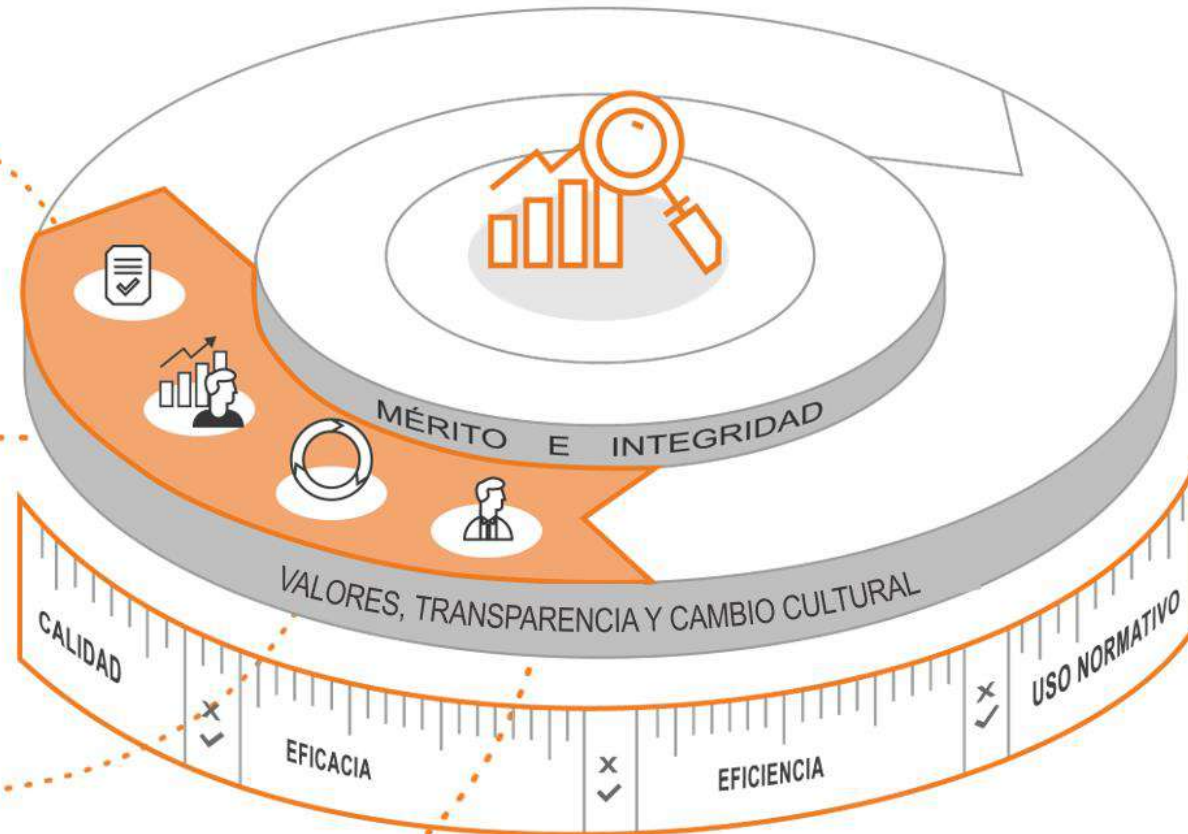 MÉRITO E INTEGRIDAD
VALORES, TRANSPARENCIA Y CAMBIO CULTURAL
CALIDAD
EFICACIA
EFICIENCIA
USO NORMATIVO